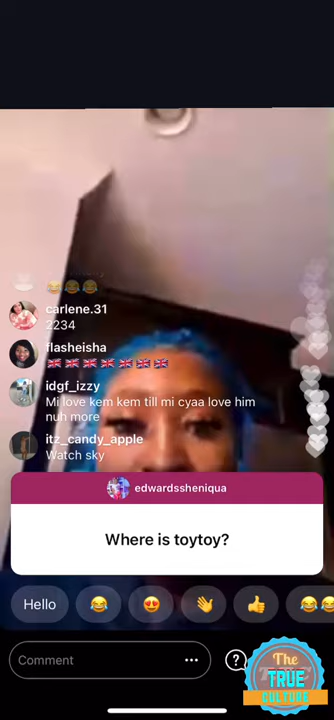 carlene.31
2234
flasheisha
idgf_izzy
Mi love kem kem till mi cyaa love him
nuh more
itz_candy_apple
Watch sky
edwardssheniqua
Where is toytoy?
Hello
Comment
?
The
TRUE
CULTURE